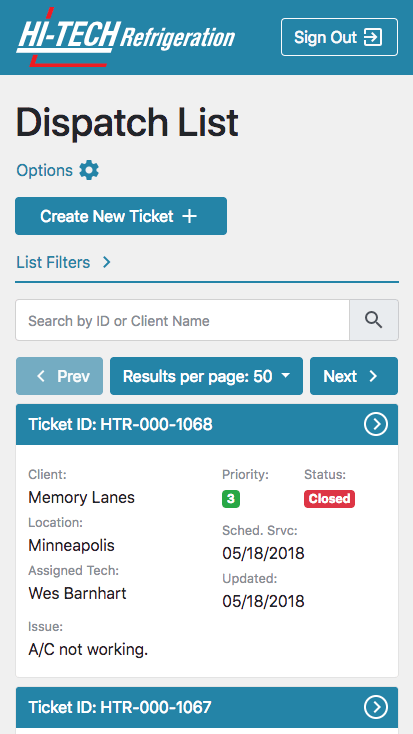 HI-TECH Refrigeration
Sign Out
Dispatch List
Options
Create New Ticket +
List Filters
Search by ID or Client Name
Prev
Results per page: 50
Next
Ticket ID: HTR-000-1068
Client:
Priority:
Status:
Memory Lanes
3
Closed
Location:
Sched. Srvc:
Minneapolis
05/18/2018
Assigned Tech:
Updated:
Wes Barnhart
05/18/2018
Issue:
A/C not working.
Ticket ID: HTR-000-1067